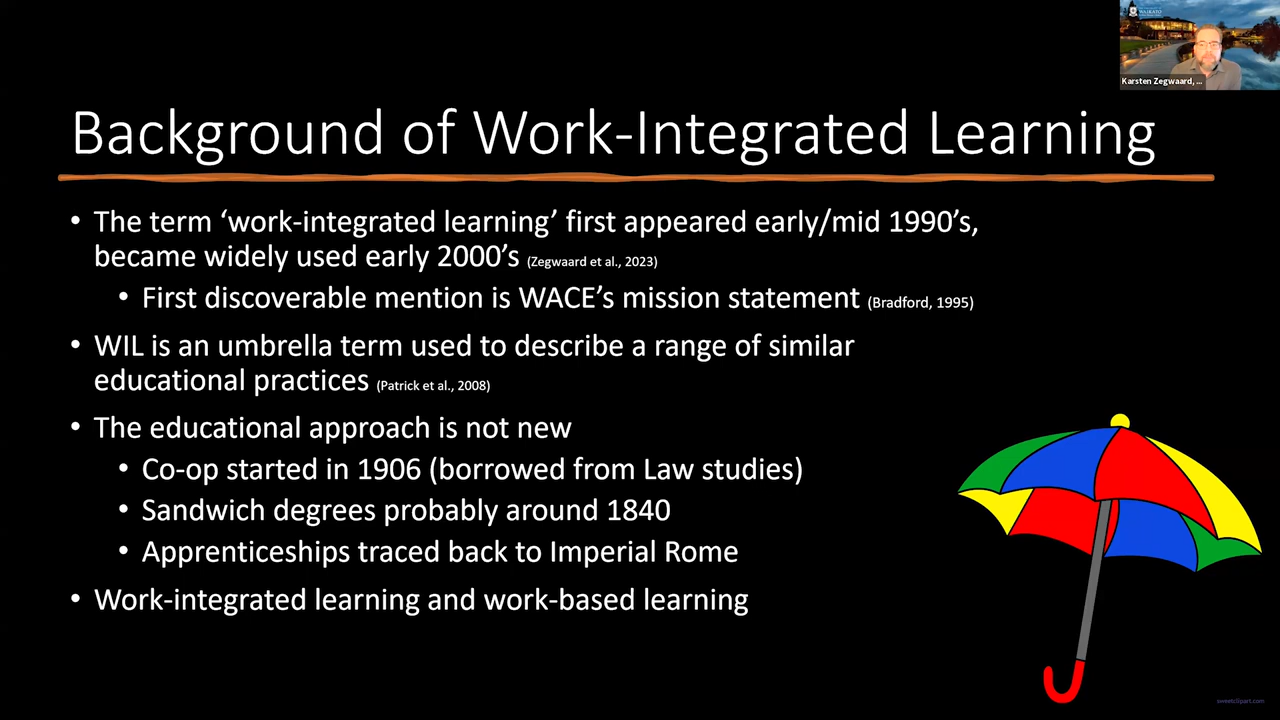 WAIKATO
Karsten Zegwaard, ...
Background of Work-Integrated Learning
• The term ‘work-integrated learning’ first appeared early/mid 1990’s,
became widely used early 2000’s (Zegwaard et al., 2023)
• First discoverable mention is WACE’s mission statement (Bradford, 1995)
• WIL is an umbrella term used to describe a range of similar
educational practices (Patrick et al., 2008)
• The educational approach is not new
• Co-op started in 1906 (borrowed from Law studies)
• Sandwich degrees probably around 1840
• Apprenticeships traced back to Imperial Rome
• Work-integrated learning and work-based learning
sweetclipart.com